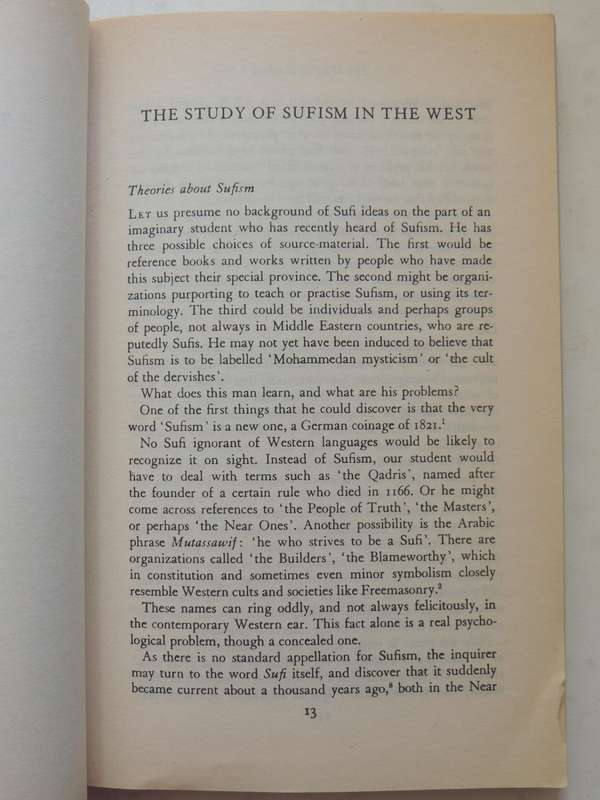 THE STUDY OF SUFISM IN THE WEST
Theories about Sufism
LET us presume no background of Sufi ideas on the part of an
imaginary student who has recently heard of Sufism. He has
three possible choices of source-material. The first would be
reference books and works written by people who have made
this subject their special province. The second might be organi-
zations purporting to teach or practise Sufism, or using its ter-
minology. The third could be individuals and perhaps groups
of people, not always in Middle Eastern countries, who are re-
putedly Sufis. He may not yet have been induced to believe that
Sufism is to be labelled ‘Mohammedan mysticism’ or ‘the cult
of the dervishes’.
What does this man learn, and what are his problems?
One of the first things that he could discover is that the very
word ‘Sufism’ is a new one, a German coinage of 1821.¹
No Sufi ignorant of Western languages would be likely to
recognize it on sight. Instead of Sufism, our student would
have to deal with terms such as ‘the Qadris’, named after
the founder of a certain rule who died in 1166. Or he might
come across references to ‘the People of Truth’, ‘the Masters’,
or perhaps ‘the Near Ones’. Another possibility is the Arabic
phrase Mutassawif: ‘he who strives to be a Sufi’. There are
organizations called ‘the Builders’, ‘the Blameworthy’, which
in constitution and sometimes even minor symbolism closely
resemble Western cults and societies like Freemasonry.²
These names can ring oddly, and not always felicitously, in
the contemporary Western ear. This fact alone is a real psycho-
logical problem, though a concealed one.
As there is no standard appellation for Sufism, the inquirer
may turn to the word Sufi itself, and discover that it suddenly
became current about a thousand years ago,³ both in the Near
13